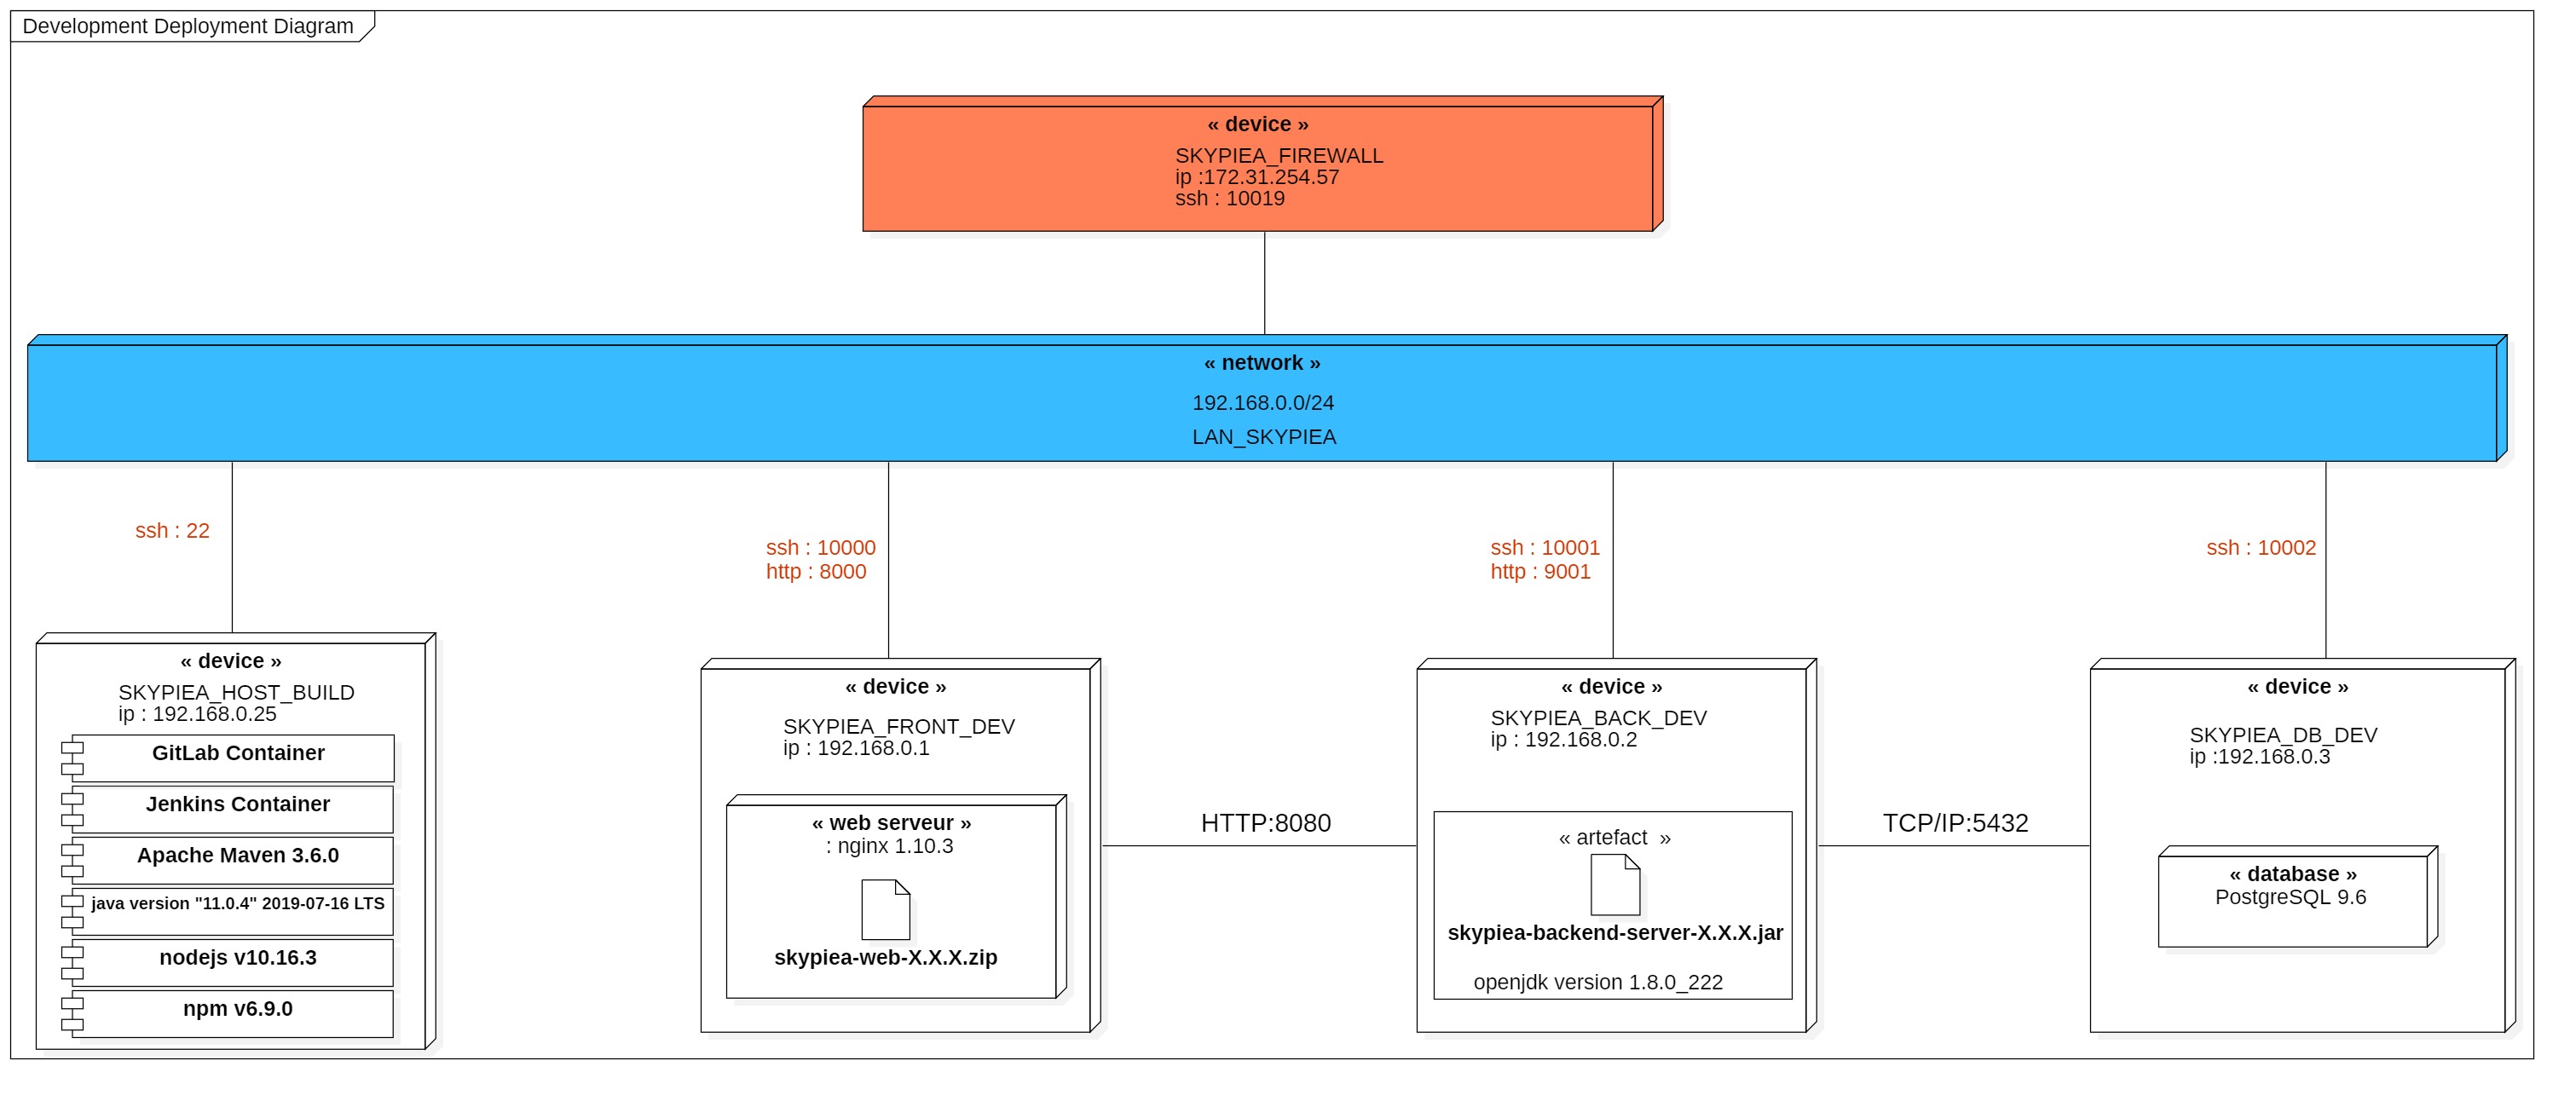 Development Deployment Diagram
« device »
SKYPIEA_FIREWALL
ip :172.31.254.57
ssh : 10019
« network »
192.168.0.0/24
LAN_SKYPIEA
ssh : 22
ssh : 10000
http : 8000
ssh : 10001
http : 9001
ssh : 10002
« device »
SKYPIEA_HOST_BUILD
ip : 192.168.0.25
GitLab Container
Jenkins Container
Apache Maven 3.6.0
java version "11.0.4" 2019-07-16 LTS
nodejs v10.16.3
npm v6.9.0
« device »
SKYPIEA_FRONT_DEV
ip : 192.168.0.1
« web serveur »
: nginx 1.10.3
skypiea-web-X.X.X.zip
HTTP:8080
« device »
SKYPIEA_BACK_DEV
ip : 192.168.0.2
« artefact »
skypiea-backend-server-X.X.X.jar
openjdk version 1.8.0_222
TCP/IP:5432
« device »
SKYPIEA_DB_DEV
ip :192.168.0.3
« database »
PostgreSQL 9.6